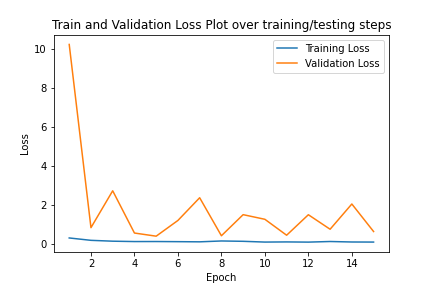 Train and Validation Loss Plot over training/testing steps
Training Loss
Validation Loss
10
8
6
4
2
0
Loss
2 4 6 8 10 12 14
Epoch